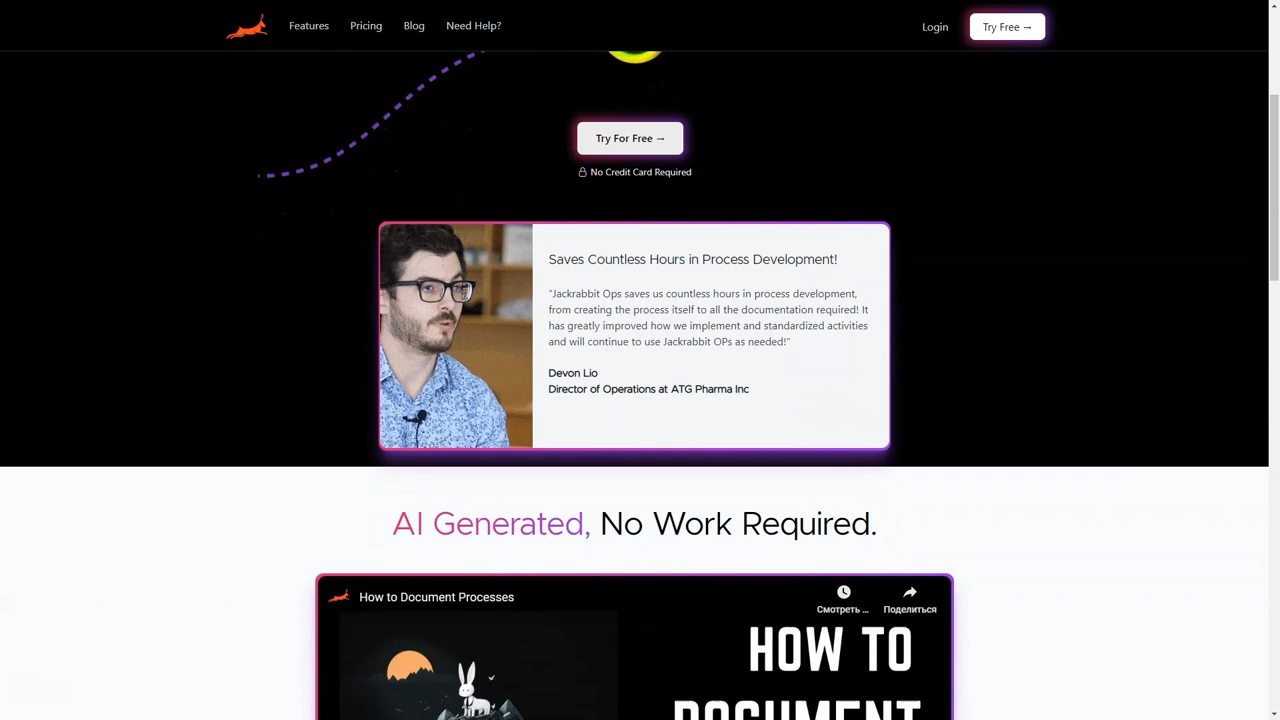 Features Pricing Blog Need Help? Login Try Free →
Try For Free →
No Credit Card Required
Saves Countless Hours in Process Development!
“Jackrabbit Ops saves us countless hours in process development,
from creating the process itself to all the documentation required! It
has greatly improved how we implement and standardized activities
and will continue to use Jackrabbit OPs as needed!”
Devon Lio
Director of Operations at ATG Pharma Inc
AI Generated, No Work Required.
How to Document Processes
Смотреть ... Поделиться
HOW TO
DOCUMENT